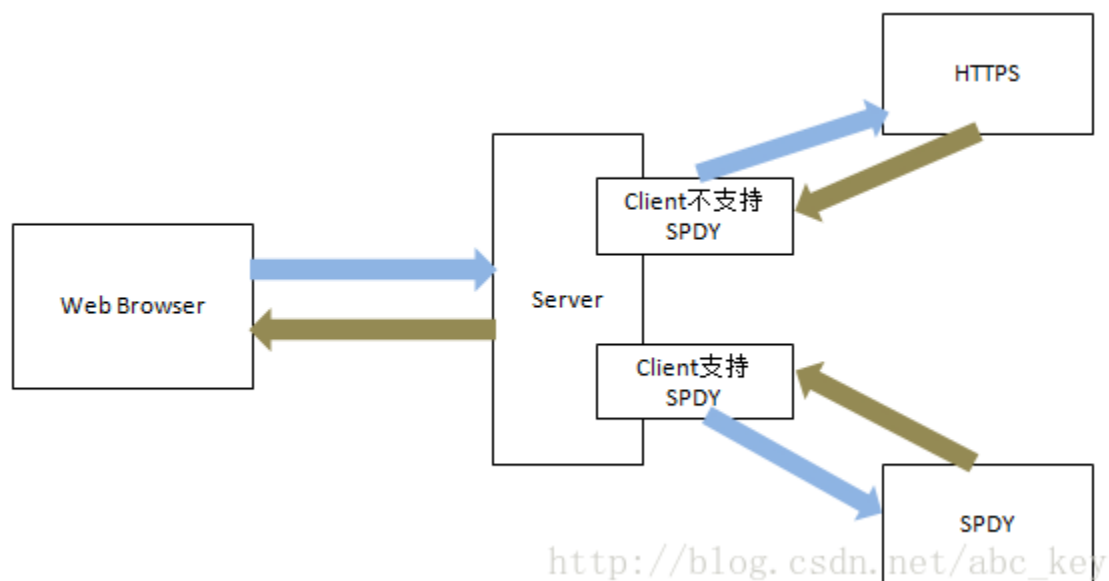 HTTPS
Client不支持
SPDY
Web Browser
Server
Client支持
SPDY
SPDY
http://blog.csdn.net/abc_key